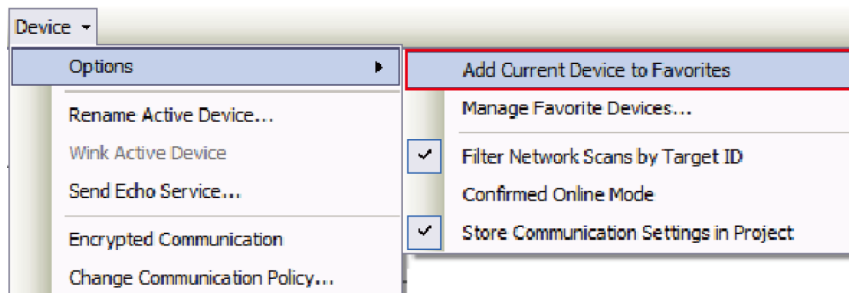 Device
Options
Rename Active Device...
Wink Active Device
Send Echo Service...
Encrypted Communication
Change Communication Policy...
Add Current Device to Favorites
Manage Favorite Devices...
Filter Network Scans by Target ID
Confirmed Online Mode
Store Communication Settings in Project